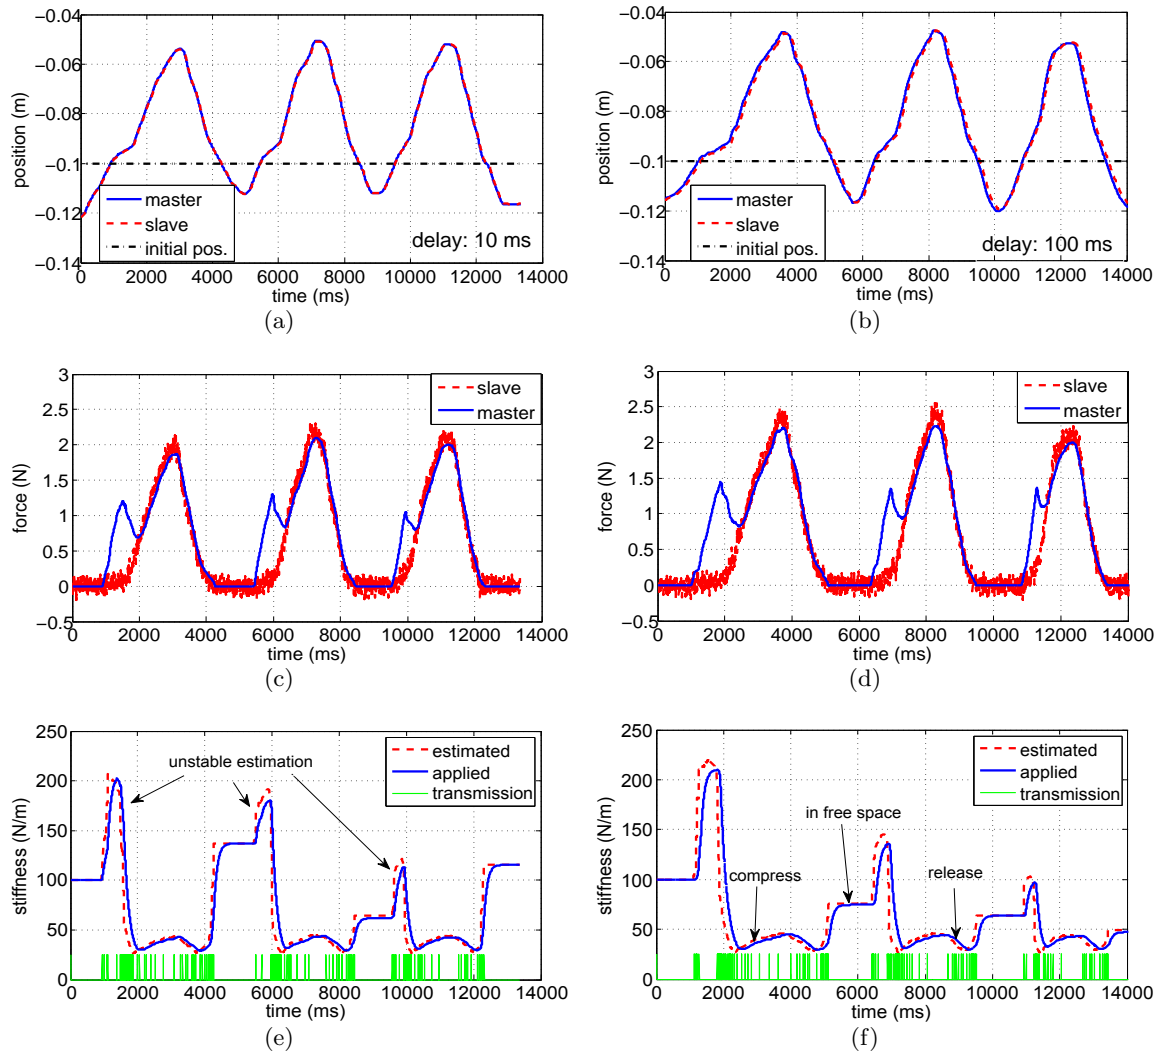 −0.04
−0.06
−0.08
−0.1
−0.12
−0.14
position (m)
0 2000 4000 6000 8000 10000 12000 14000
time (ms)
master
slave
initial pos.
delay: 10 ms
(a)
−0.04
−0.06
−0.08
−0.1
−0.12
−0.14
position (m)
0 2000 4000 6000 8000 10000 12000 14000
time (ms)
master
slave
initial pos.
delay: 100 ms
(b)
3
2.5
2
1.5
1
0.5
0
−0.5
force (N)
0 2000 4000 6000 8000 10000 12000 14000
time (ms)
slave
master
(c)
3
2.5
2
1.5
1
0.5
0
−0.5
force (N)
0 2000 4000 6000 8000 10000 12000 14000
time (ms)
slave
master
(d)
250
200
150
100
50
0
stiffness (N/m)
0 2000 4000 6000 8000 10000 12000 14000
time (ms)
unstable estimation
estimated
applied
transmission
(e)
250
200
150
100
50
0
stiffness (N/m)
0 2000 4000 6000 8000 10000 12000 14000
time (ms)
estimated
applied
transmission
in free space
compress
release
(f)